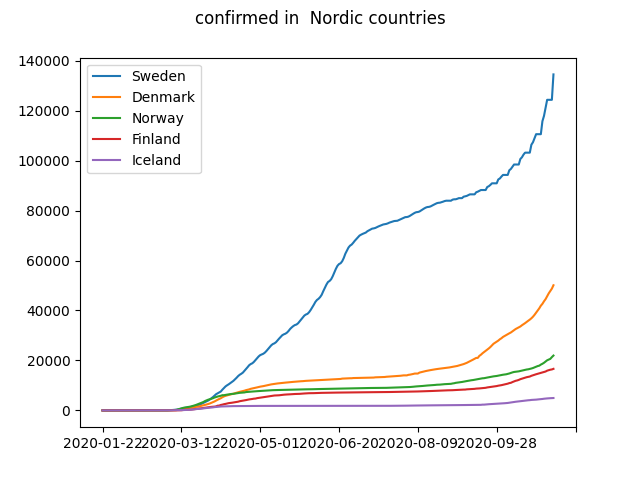 confirmed in  Nordic countries
140000
120000
100000
80000
60000
40000
20000
0
Sweden
Denmark
Norway
Finland
Iceland
2020-01-22
2020-03-12
2020-05-01
2020-06-20
2020-08-09
2020-09-28